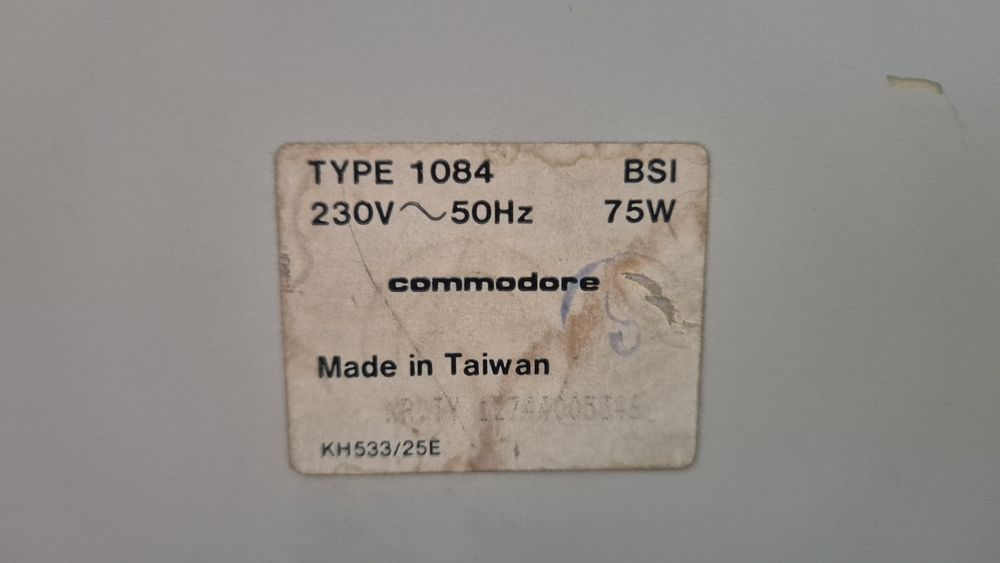 TYPE 1084 BSI
230V~50Hz 75W
commodore
Made in Taiwan
KH533/25E